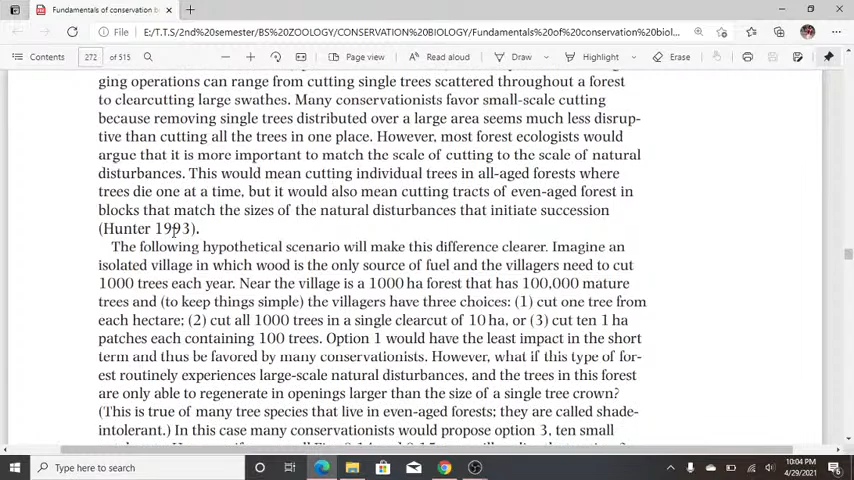 Fundamentals of conservation b
E:/T.T.S/2nd%20semester/BS%20ZOOLOGY/CONSERVATION%20BIOLOGY/Fundamentals%20of%20conservation%20biol...
Contents 272 of 515 Page view Draw Highlight Erase
ging operations can range from cutting single trees scattered throughout a forest
to clearcutting large swathes. Many conservationists favor small-scale cutting
because removing single trees distributed over a large area seems much less disrup-
tive than cutting all the trees in one place. However, most forest ecologists would
argue that it is more important to match the scale of cutting to the scale of natural
disturbances. This would mean cutting individual trees in all-aged forests where
trees die one at a time, but it would also mean cutting tracts of even-aged forest in
blocks that match the sizes of the natural disturbances that initiate succession
(Hunter 1993).
The following hypothetical scenario will make this difference clearer. Imagine an
isolated village in which wood is the only source of fuel and the villagers need to cut
1000 trees each year. Near the village is a 1000 ha forest that has 100,000 mature
trees and (to keep things simple) the villagers have three choices: (1) cut one tree from
each hectare; (2) cut all 1000 trees in a single clearcut of 10 ha, or (3) cut ten 1 ha
patches each containing 100 trees. Option 1 would have the least impact in the short
term and thus be favored by many conservationists. However, what if this type of for-
est routinely experiences large-scale natural disturbances, and the trees in this forest
are only able to regenerate in openings larger than the size of a single tree crown?
(This is true of many tree species that live in even-aged forests; they are called shade-
intolerant.) In this case many conservationists would propose option 3, ten small
Type here to search
10:04 PM
4/29/2021